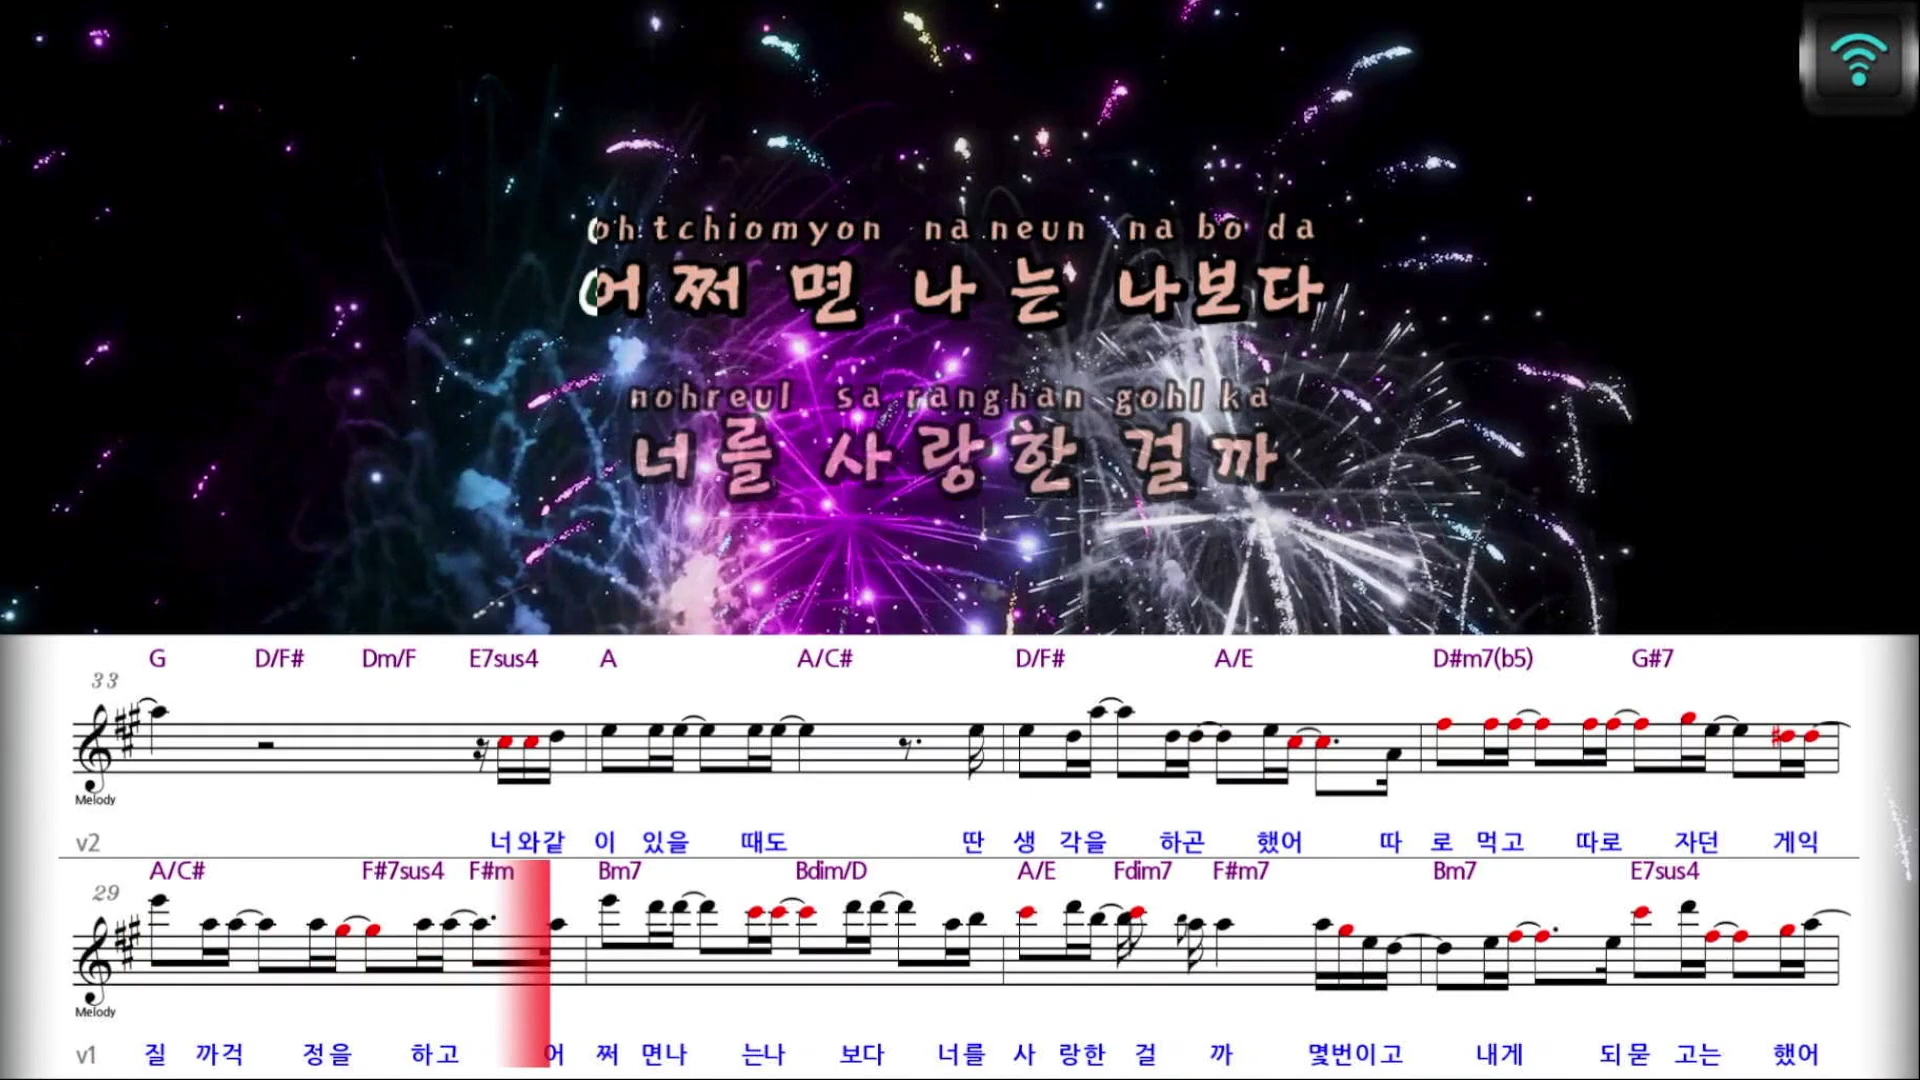 oh tchiomyon na neun na bo da
어쩌면 나는 나보다
nohreul sa ranghan gohl ka
너를 사랑한 걸까
G D/F# Dm/F E7sus4 A A/C# D/F# A/E D#m7(b5) G#7
33
Melody
v2 너와같 이 있을 때도 딴 생 각을 하곤 했어 따 로 먹고 따로 자던 게익
A/C# F#7sus4 F#m Bm7 Bdim/D A/E Fdim7 F#m7 Bm7 E7sus4
29
Melody
v1 질 까걱 정을 하고 어 쩌 면나 는나 보다 너를 사 랑한 걸 까 몇번이고 내게 되묻 고는 했어